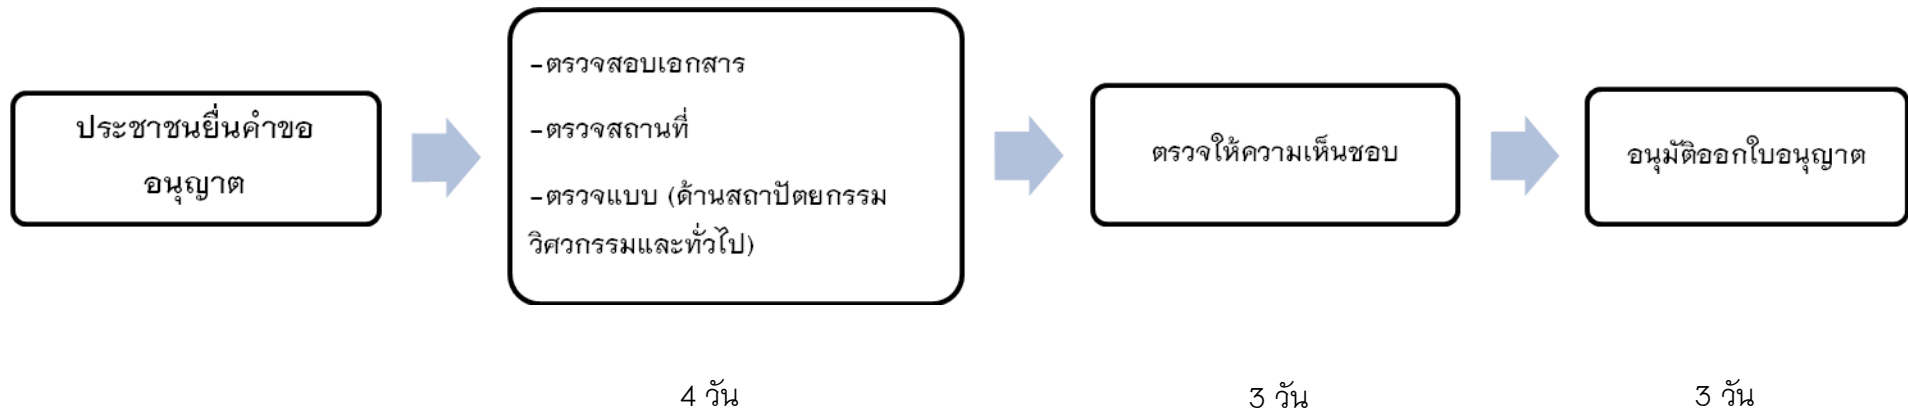 ประชาชนยื่นคำขอ
อนุญาต
-ตรวจสอบเอกสาร
-ตรวจสถานที่
-ตรวจแบบ (ด้านสถาปัตยกรรม
วิศวกรรมและทั่วไป)
ตรวจให้ความเห็นชอบ
อนุมัติออกใบอนุญาต
4 วัน
3 วัน
3 วัน